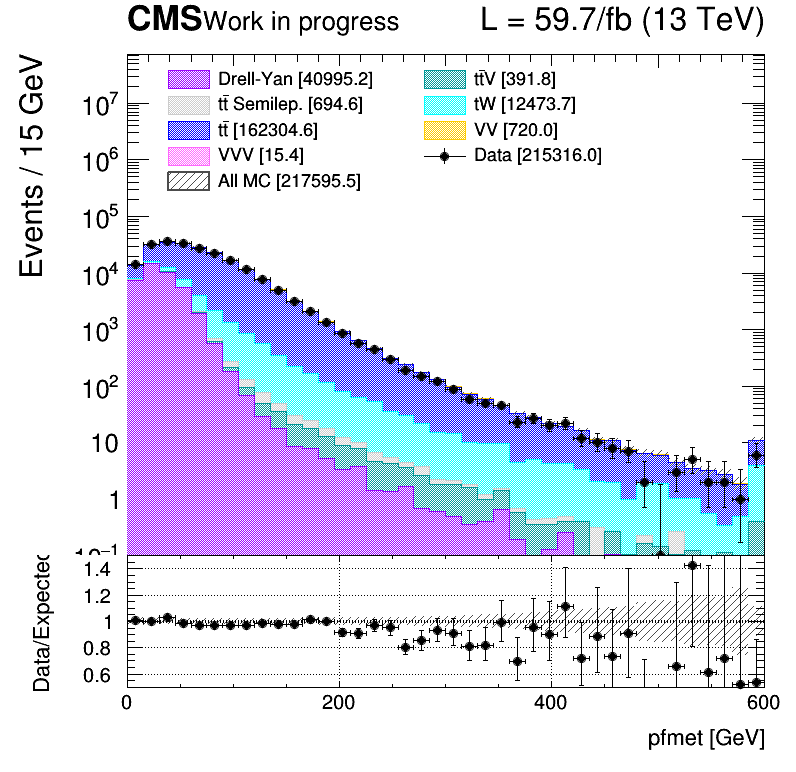 CMS Work in progress L = 59.7/fb (13 TeV)
Drell-Yan [40995.2] tt̄V [391.8]
tt̄ Semilep. [694.6] tW [12473.7]
tt̄ [162304.6] VV [720.0]
VVV [15.4] Data [215316.0]
All MC [217595.5]
Events / 15 GeV
10⁷
10⁶
10⁵
10⁴
10³
10²
10
1
10⁻¹
Data/Expected
1.4
1.2
1
0.8
0.6
0 200 400 600
pfmet [GeV]